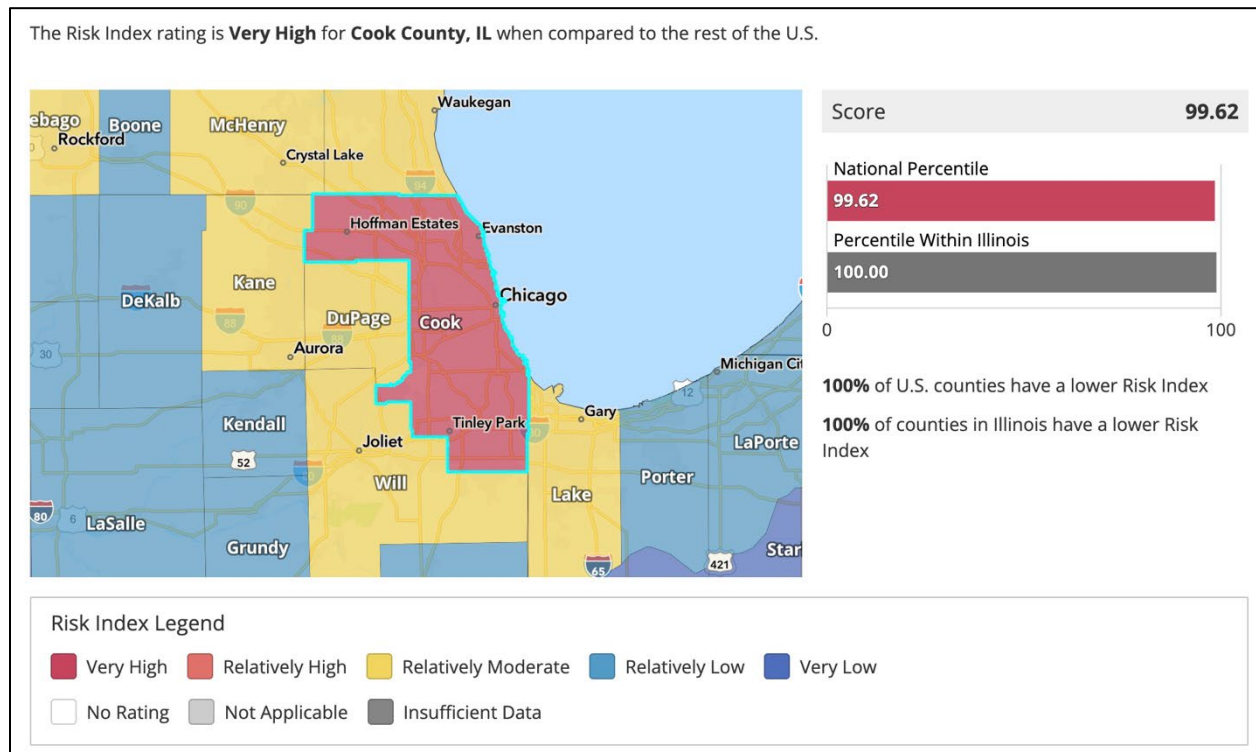 The Risk Index rating is Very High for Cook County, IL when compared to the rest of the U.S.
Waukegan
ebago
Boone
McHenry
Rockford
Crystal Lake
94
90
Hoffman Estates
Evanston
Kane
DeKalb
Chicago
DuPage
Cook
88
Aurora
30
Michigan Cit
12
Kendall
Tinley Park
Gary
80
LaPorte
52
Joliet
Porter
Will
Lake
80
6
LaSalle
Grundy
Star
65
421
Score 99.62
National Percentile
99.62
Percentile Within Illinois
100.00
0 100
100% of U.S. counties have a lower Risk Index
100% of counties in Illinois have a lower Risk
Index
Risk Index Legend
Very High Relatively High Relatively Moderate Relatively Low Very Low
No Rating Not Applicable Insufficient Data